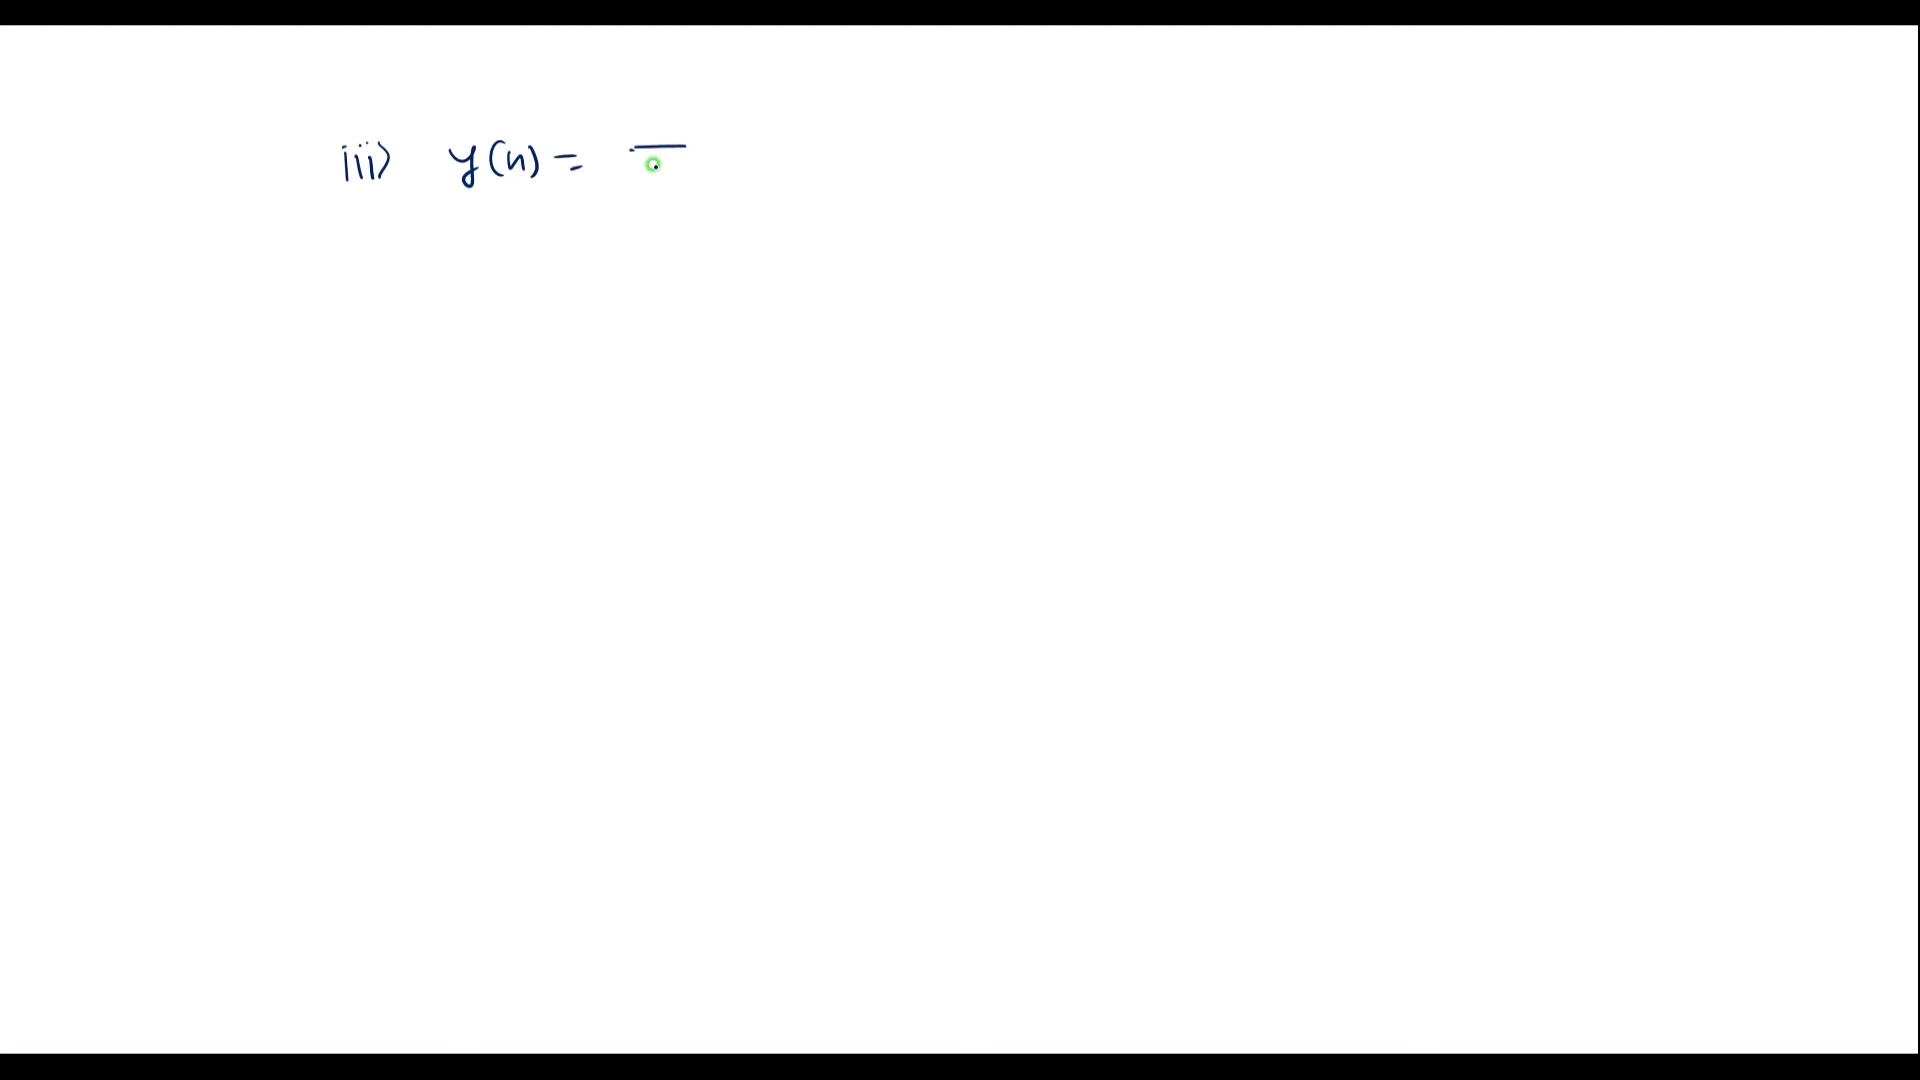 iii) y(n) =